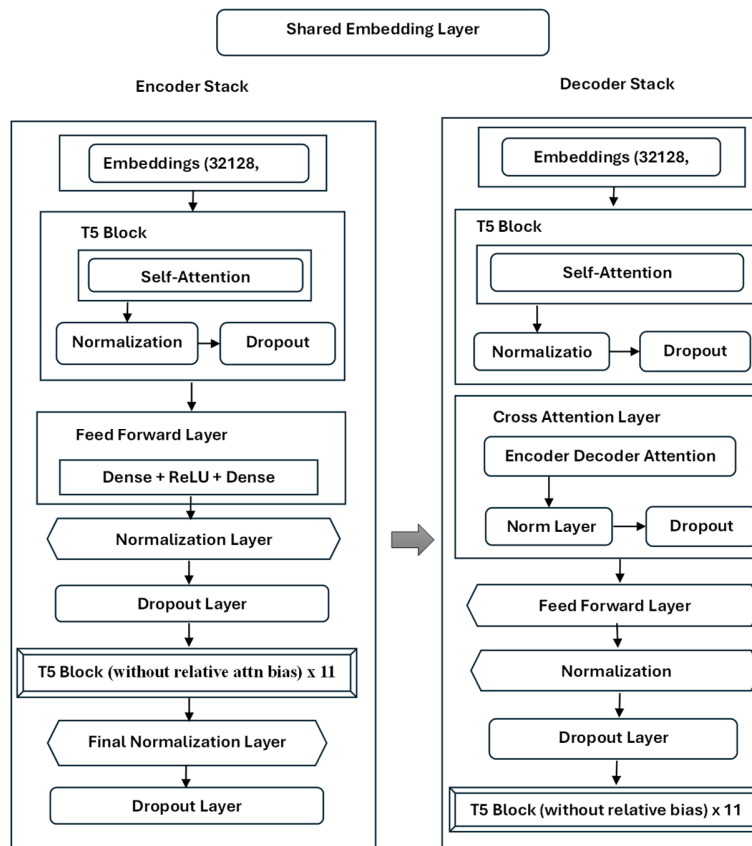 Shared Embedding Layer
Encoder Stack
Embeddings (32128,
T5 Block
Self-Attention
Normalization
Dropout
Feed Forward Layer
Dense + ReLU + Dense
Normalization Layer
Dropout Layer
T5 Block (without relative attn bias) x 11
Final Normalization Layer
Dropout Layer
Decoder Stack
Embeddings (32128,
T5 Block
Self-Attention
Normalizatio
Dropout
Cross Attention Layer
Encoder Decoder Attention
Norm Layer
Dropout
Feed Forward Layer
Normalization
Dropout Layer
T5 Block (without relative bias) x 11